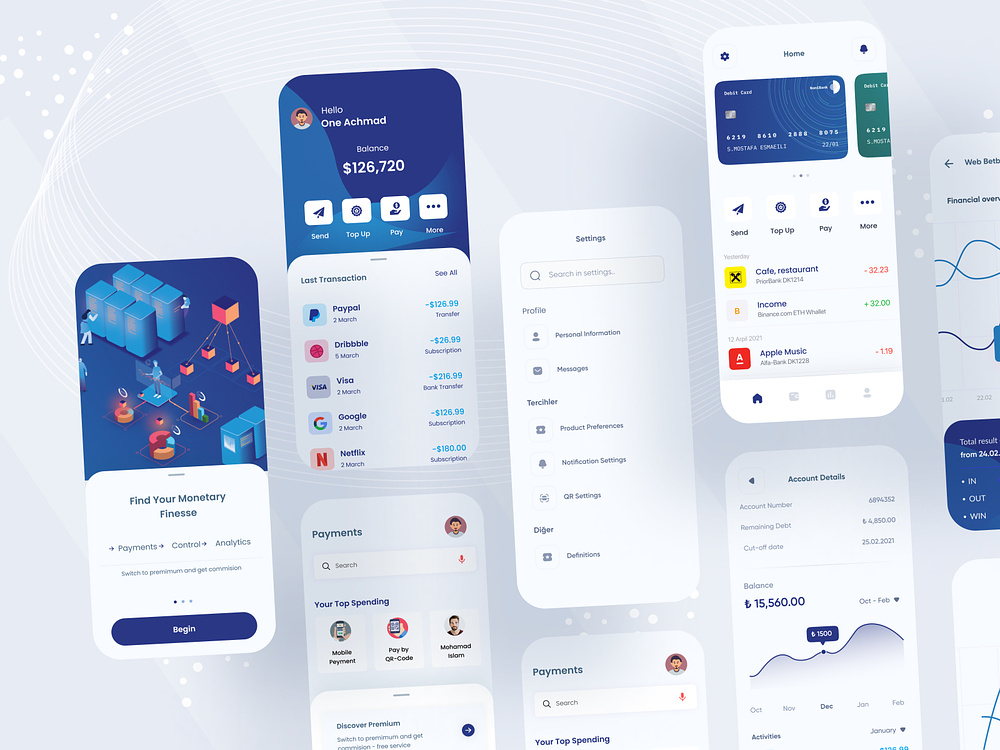 Find Your Monetary
Finesse
→ Payments→ Control→ Analytics
Switch to premimum and get commision
Begin
Hello
One Achmad
Balance
$126,720
Send Top Up Pay More
Last Transaction See All
Paypal -$126.99
2 March Transfer
Dribbble -$26.99
5 March Subscription
VISA Visa -$216.99
2 March Bank Transfer
Google -$126.99
2 March Subscription
Netflix -$180.00
2 March Subscription
Payments
Search
Your Top Spending
Mobile
Peyment
Pay by
QR-Code
Mohamad
Islam
Discover Premium
Switch to premimum and get
commision - free service
Settings
Search in settings..
Profile
Personal Information
Messages
Tercihler
Product Preferences
Notification Settings
QR Settings
Diğer
Definitions
Payments
Search
Your Top Spending
Home
Debit Card
6219 8610 2888 8075
S.MOSTAFA ESMAEILI 22/01
Debit Car
6219
S.MOSTA
Send Top Up Pay More
Yesterday
Cafe, restaurant -32.23
PriorBank DK1214
Income +32.00
Binance.com ETH Whallet
12 Arpil 2021
Apple Music -1.19
Alfa-Bank DK1228
Account Details
Account Number 6894352
Remaining Debt ₺ 4,850.00
Cut-off date 25.02.2021
Balance
₺ 15,560.00 Oct - Feb
₺ 1500
Oct Nov Dec Jan Feb
Activities January
Web Betb
Financial overv
1.02 22.02
Total result
from 24.02.
• IN
• OUT
• WIN